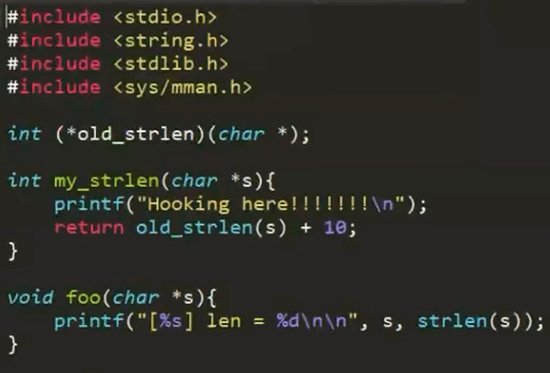 #include <stdio.h>
#include <string.h>
#include <stdlib.h>
#include <sys/mman.h>
int (*old_strlen)(char *);
int my_strlen(char *s){
printf("Hooking here!!!!!!!\n");
return old_strlen(s) + 10;
}
void foo(char *s){
printf("[%s] len = %d\n\n", s, strlen(s));
}